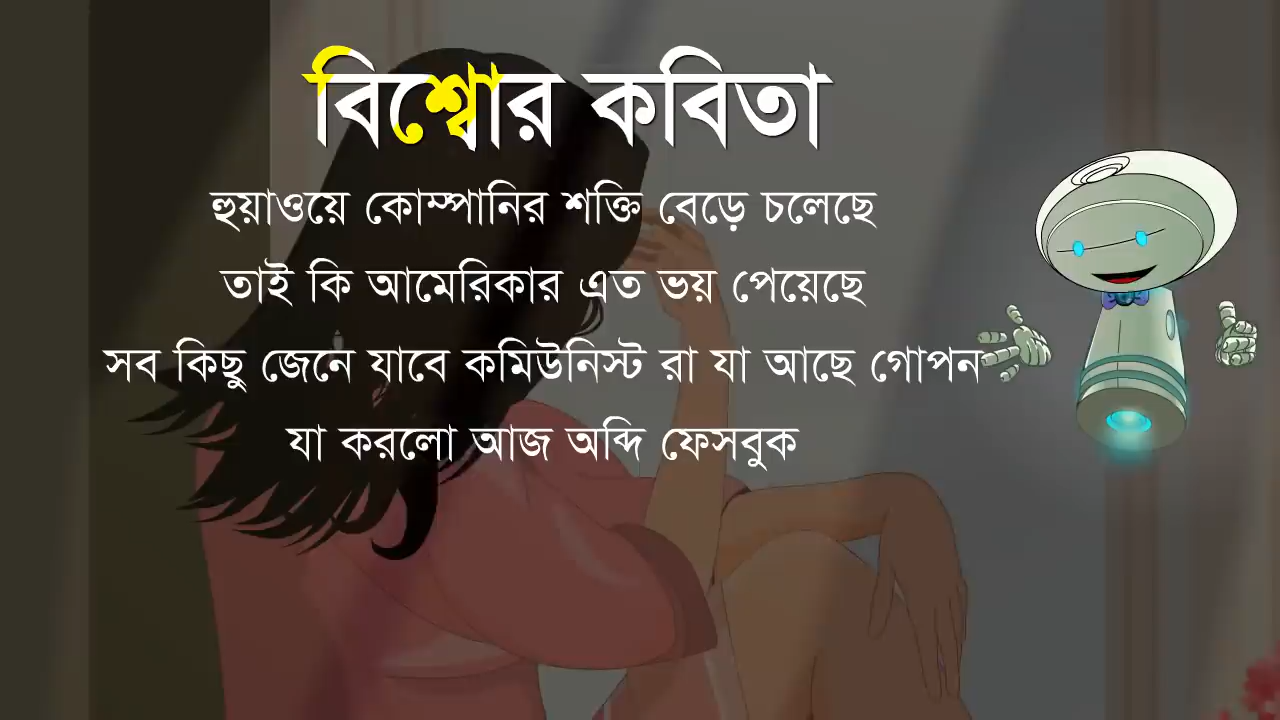 বিশ্বোর কবিতা
হুয়াওয়ে কোম্পানির শক্তি বেড়ে চলেছে
তাই কি আমেরিকার এত ভয় পেয়েছে
সব কিছু জেনে যাবে কমিউনিস্ট রা যা আছে গোপন
যা করলো আজ অব্দি ফেসবুক